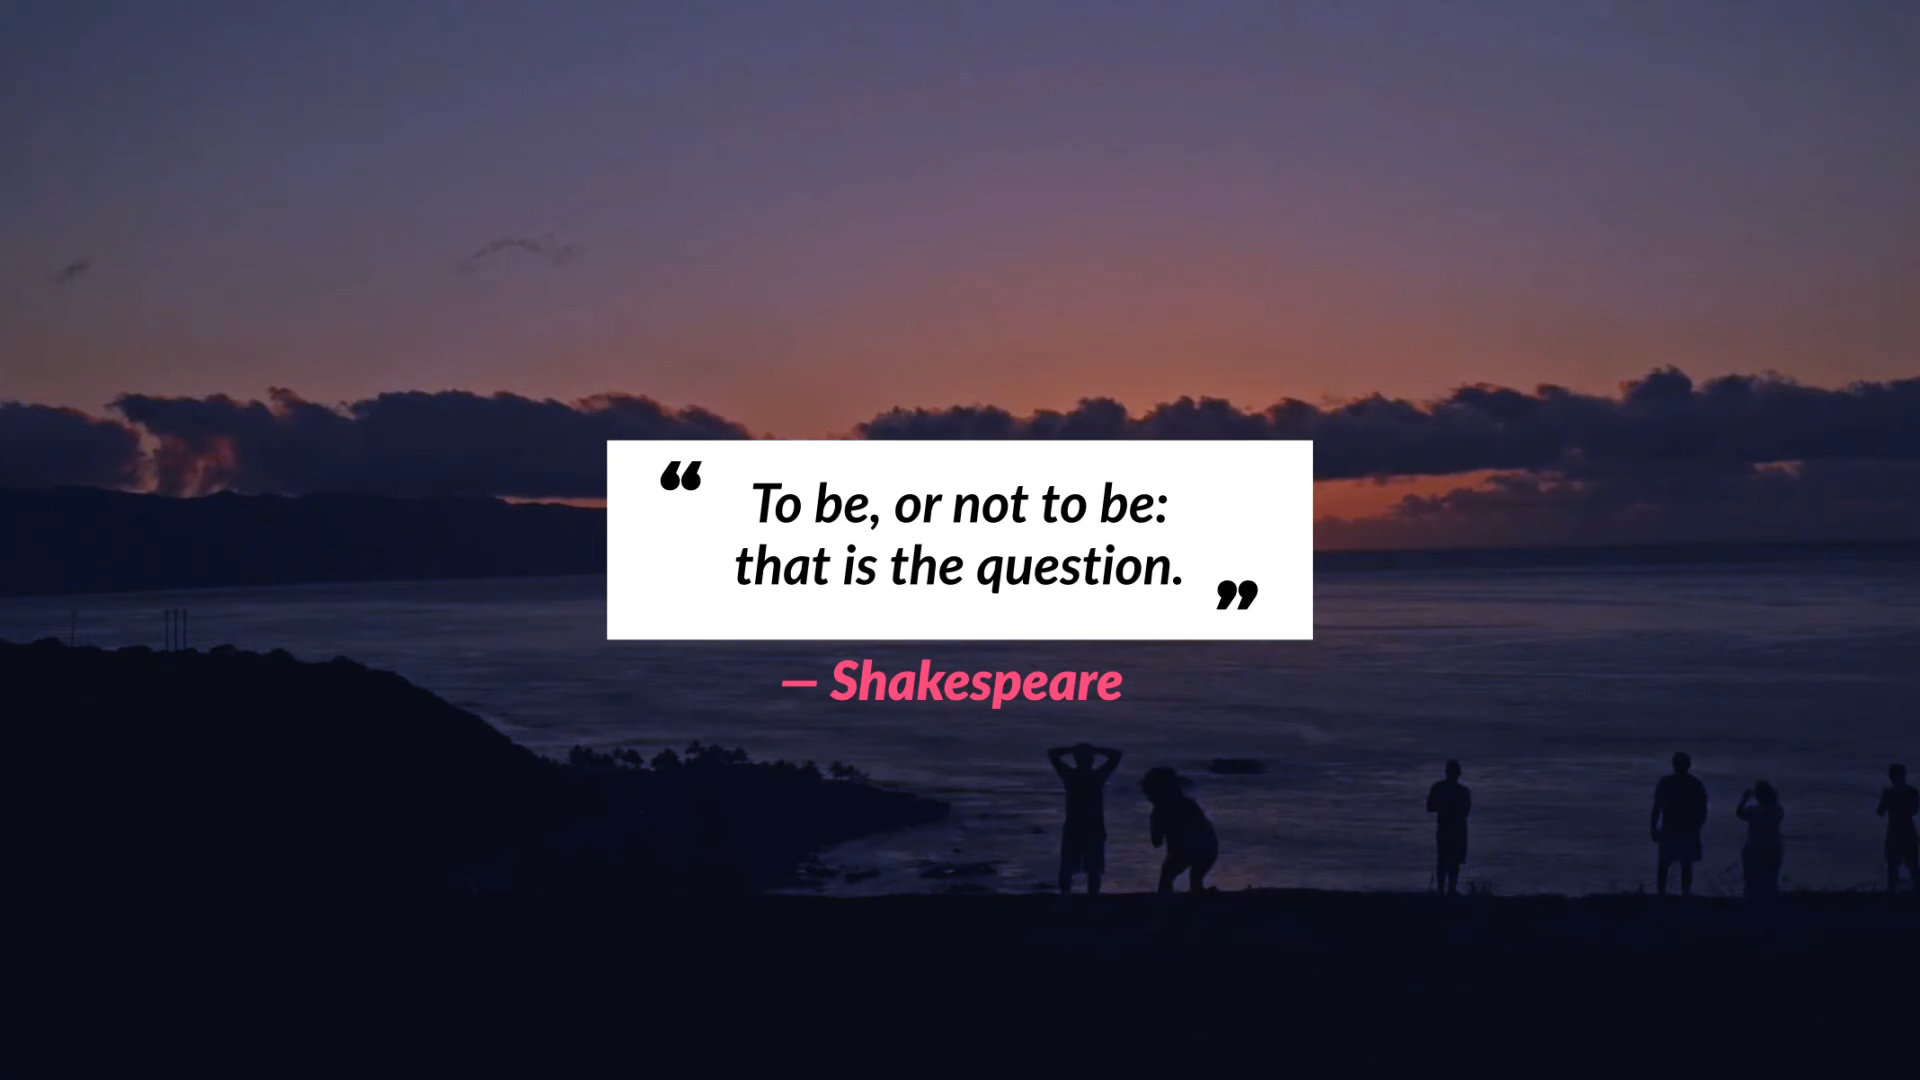 “ To be, or not to be:
that is the question. ”
— Shakespeare